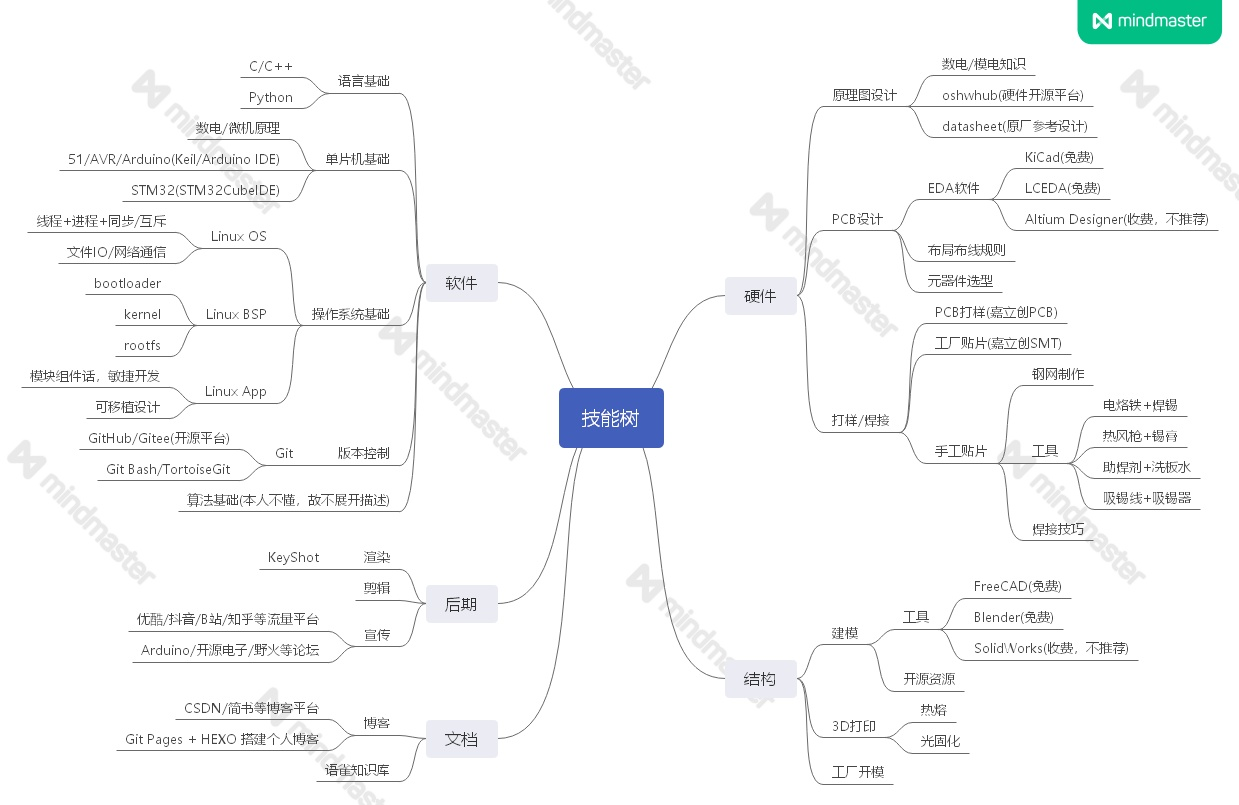 mindmaster
技能树
软件
语言基础
C/C++
Python
单片机基础
数电/微机原理
51/AVR/Arduino(Keil/Arduino IDE)
STM32(STM32CubeIDE)
操作系统基础
Linux OS
线程+进程+同步/互斥
文件IO/网络通信
Linux BSP
bootloader
kernel
rootfs
Linux App
模块组件话，敏捷开发
可移植设计
版本控制
Git
GitHub/Gitee(开源平台)
Git Bash/TortoiseGit
算法基础(本人不懂，故不展开描述)
后期
渲染
KeyShot
剪辑
宣传
优酷/抖音/B站/知乎等流量平台
Arduino/开源电子/野火等论坛
文档
博客
CSDN/简书等博客平台
Git Pages + HEXO 搭建个人博客
语雀知识库
硬件
原理图设计
数电/模电知识
oshwhub(硬件开源平台)
datasheet(原厂参考设计)
PCB设计
EDA软件
KiCad(免费)
LCEDA(免费)
Altium Designer(收费，不推荐)
布局布线规则
元器件选型
打样/焊接
PCB打样(嘉立创PCB)
工厂贴片(嘉立创SMT)
手工贴片
钢网制作
工具
电烙铁+焊锡
热风枪+锡膏
助焊剂+洗板水
吸锡线+吸锡器
焊接技巧
结构
建模
工具
FreeCAD(免费)
Blender(免费)
SolidWorks(收费，不推荐)
开源资源
3D打印
热熔
光固化
工厂开模
mindmaster
mindmaster
mindmaster
mindmaster
mindmaster
mindmaster
mindmaster
mindmaster
mindmaster